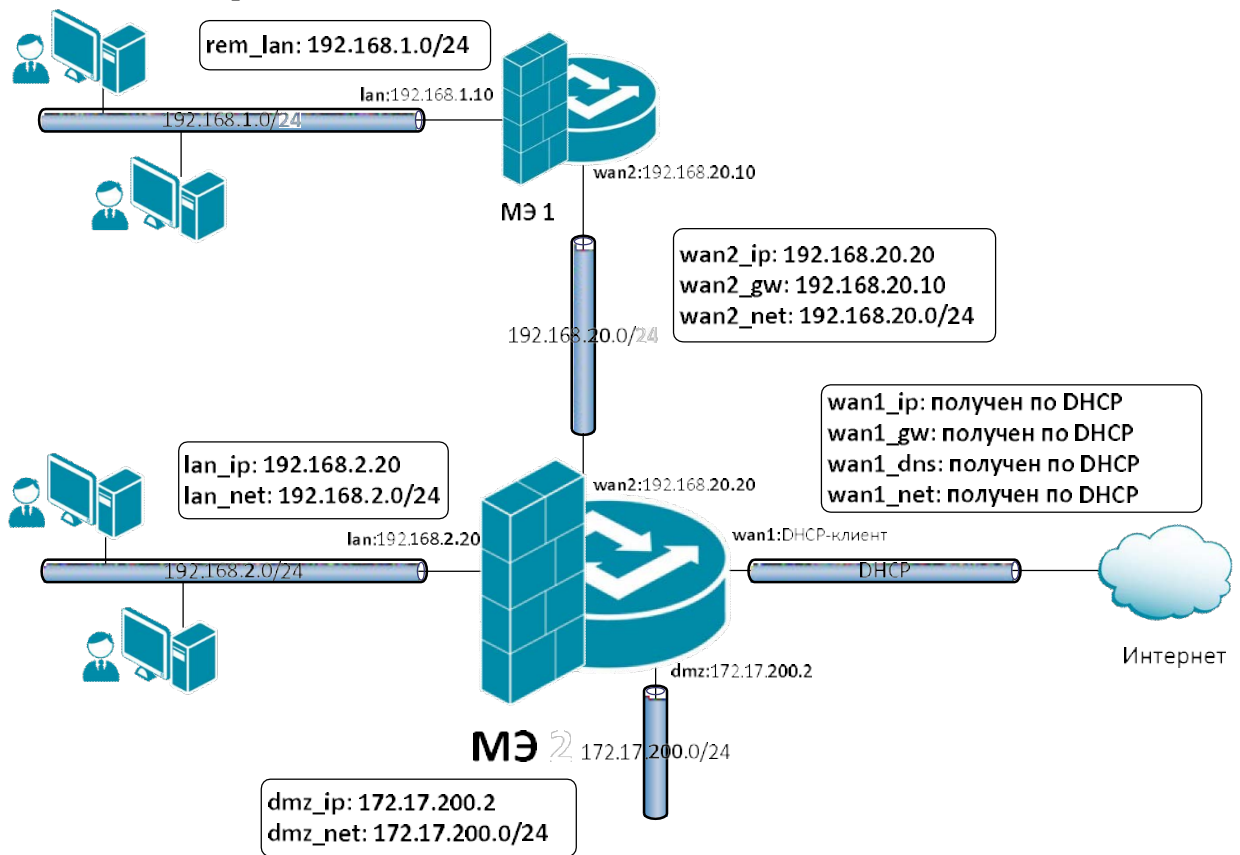 rem_lan: 192.168.1.0/24
lan:192.168.1.10
192.168.1.0/24
wan2:192.168.20.10
МЭ 1
wan2_ip: 192.168.20.20
wan2_gw: 192.168.20.10
wan2_net: 192.168.20.0/24
192.168.20.0/24
wan1_ip: получен по DHCP
wan1_gw: получен по DHCP
wan1_dns: получен по DHCP
wan1_net: получен по DHCP
lan_ip: 192.168.2.20
lan_net: 192.168.2.0/24
wan2:192.168.20.20
lan:192.168.2.20
wan1:DHCP-клиент
192.168.2.0/24
DHCP
Интернет
dmz:172.17.200.2
МЭ 2
172.17.200.0/24
dmz_ip: 172.17.200.2
dmz_net: 172.17.200.0/24